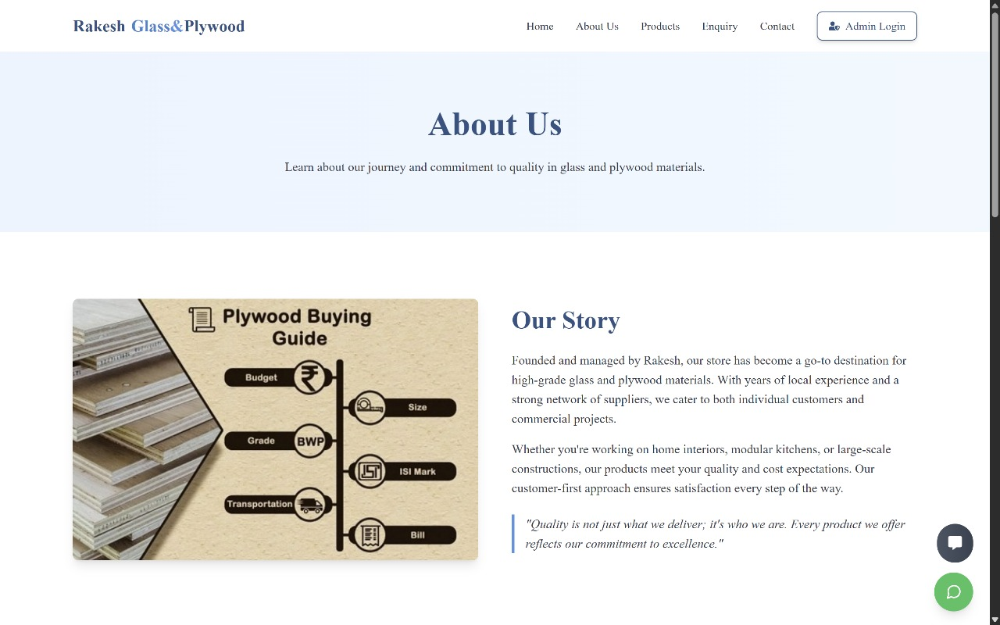 Rakesh Glass&Plywood
Home About Us Products Enquiry Contact Admin Login
About Us
Learn about our journey and commitment to quality in glass and plywood materials.
Plywood Buying
Guide
Budget
Size
Grade BWP
ISI Mark
Transportation
Bill
Our Story
Founded and managed by Rakesh, our store has become a go-to destination for
high-grade glass and plywood materials. With years of local experience and a
strong network of suppliers, we cater to both individual customers and
commercial projects.
Whether you're working on home interiors, modular kitchens, or large-scale
constructions, our products meet your quality and cost expectations. Our
customer-first approach ensures satisfaction every step of the way.
"Quality is not just what we deliver; it's who we are. Every product we offer
reflects our commitment to excellence."